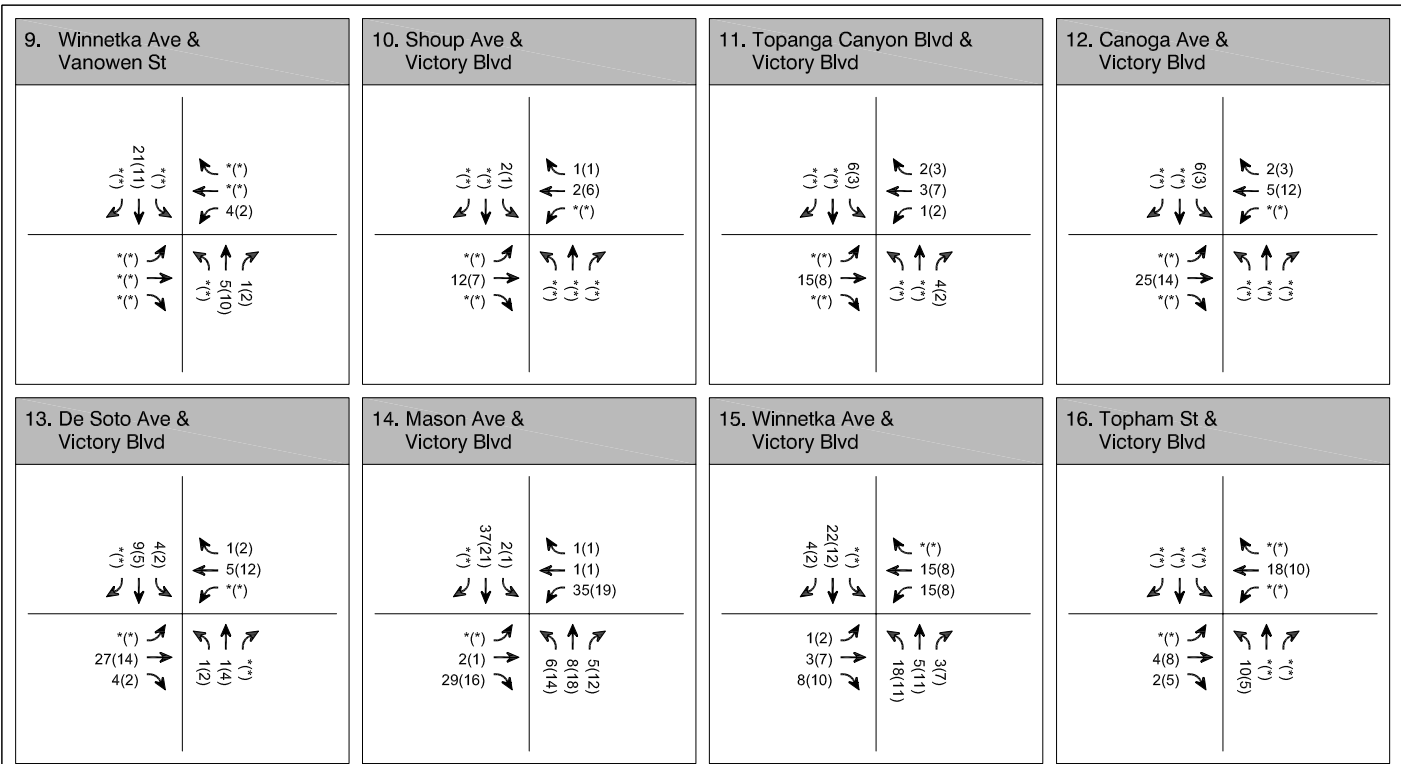 9. Winnetka Ave &
Vanowen St
*(*) 21(11) *(*)
*(*)
*(*)
4(2)
*(*)
*(*)
*(*)
*(*) 5(10) 1(2)
10. Shoup Ave &
Victory Blvd
*(*) *(*) 2(1)
1(1)
2(6)
*(*)
*(*)
12(7)
*(*)
*(*) *(*) *(*)
11. Topanga Canyon Blvd &
Victory Blvd
*(*) *(*) 6(3)
2(3)
3(7)
1(2)
*(*)
15(8)
*(*)
*(*) *(*) 4(2)
12. Canoga Ave &
Victory Blvd
*(*) *(*) 6(3)
2(3)
5(12)
*(*)
*(*)
25(14)
*(*)
*(*) *(*) *(*)
13. De Soto Ave &
Victory Blvd
*(*) 9(5) 4(2)
1(2)
5(12)
*(*)
*(*)
27(14)
4(2)
1(2) 1(4) *(*)
14. Mason Ave &
Victory Blvd
*(*) 37(21) 2(1)
1(1)
1(1)
35(19)
*(*)
2(1)
29(16)
6(14) 8(18) 5(12)
15. Winnetka Ave &
Victory Blvd
4(2) 22(12) *(*)
*(*)
15(8)
15(8)
1(2)
3(7)
8(10)
18(11) 5(11) 3(7)
16. Topham St &
Victory Blvd
*(*) *(*) *(*)
*(*)
18(10)
*(*)
*(*)
4(8)
2(5)
10(5) *(*) *(*)